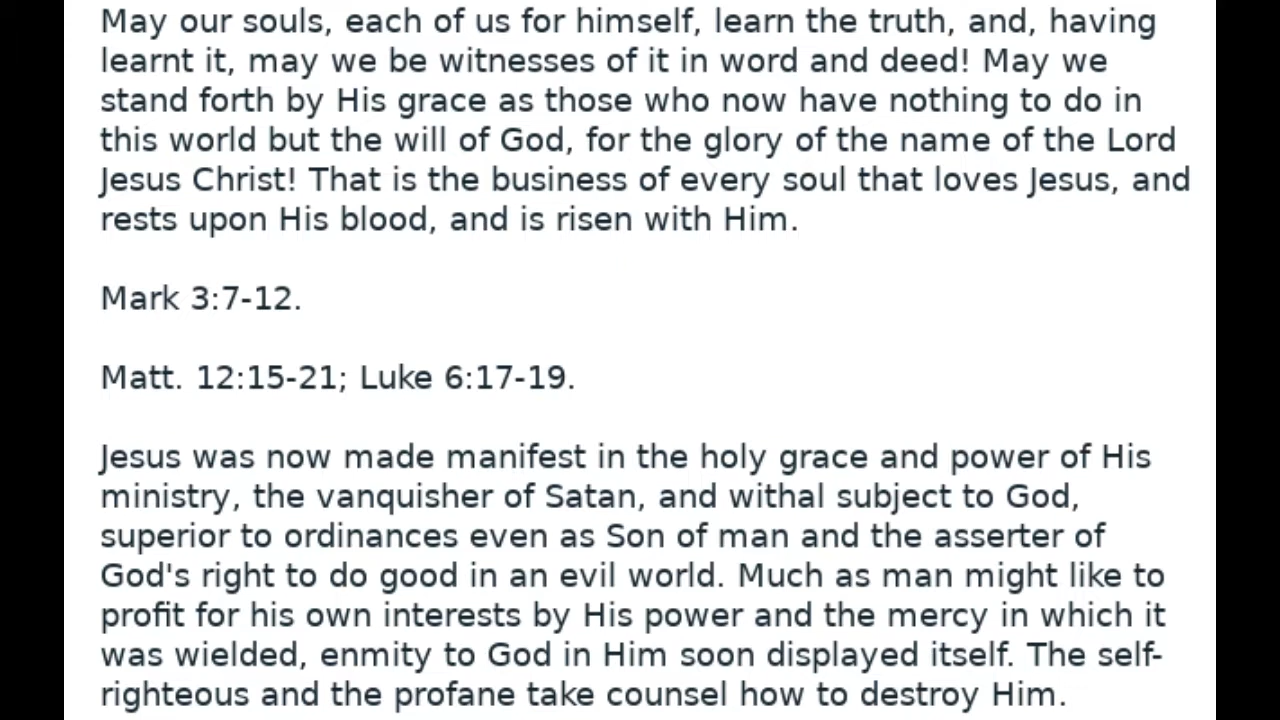 May our souls, each of us for himself, learn the truth, and, having
learnt it, may we be witnesses of it in word and deed! May we
stand forth by His grace as those who now have nothing to do in
this world but the will of God, for the glory of the name of the Lord
Jesus Christ! That is the business of every soul that loves Jesus, and
rests upon His blood, and is risen with Him.
Mark 3:7-12.
Matt. 12:15-21; Luke 6:17-19.
Jesus was now made manifest in the holy grace and power of His
ministry, the vanquisher of Satan, and withal subject to God,
superior to ordinances even as Son of man and the asserter of
God's right to do good in an evil world. Much as man might like to
profit for his own interests by His power and the mercy in which it
was wielded, enmity to God in Him soon displayed itself. The self-
righteous and the profane take counsel how to destroy Him.